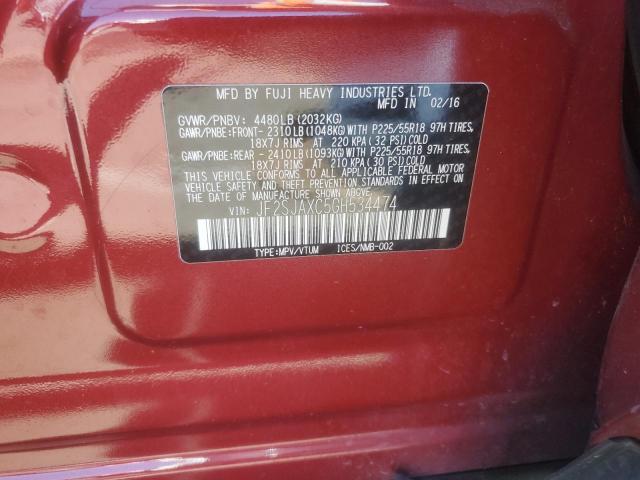 MFD BY FUJI HEAVY INDUSTRIES LTD.
MFD IN 02/16
GVWR/PNBV: 4480LB(2032KG)
GAWR/PNBE:FRONT- 2310LB(1048KG)WITH P225/55R18 97H TIRES,
18X7J RIMS AT 220 KPA( 32 PSI)COLD
GAWR/PNBE:REAR - 2410LB(1093KG)WITH P225/55R18 97H TIRES,
18X7J RIMS AT 210 KPA( 30 PSI)COLD
THIS VEHICLE CONFORMS TO ALL APPLICABLE FEDERAL MOTOR
VEHICLE SAFETY AND BUMPER STANDARDS IN EFFECT ON
THE DATE OF MANUFACTURE SHOWN ABOVE.
VIN: JF2SJAXC5GH534474
TYPE:MPV/VTUM ICES/NMB-002